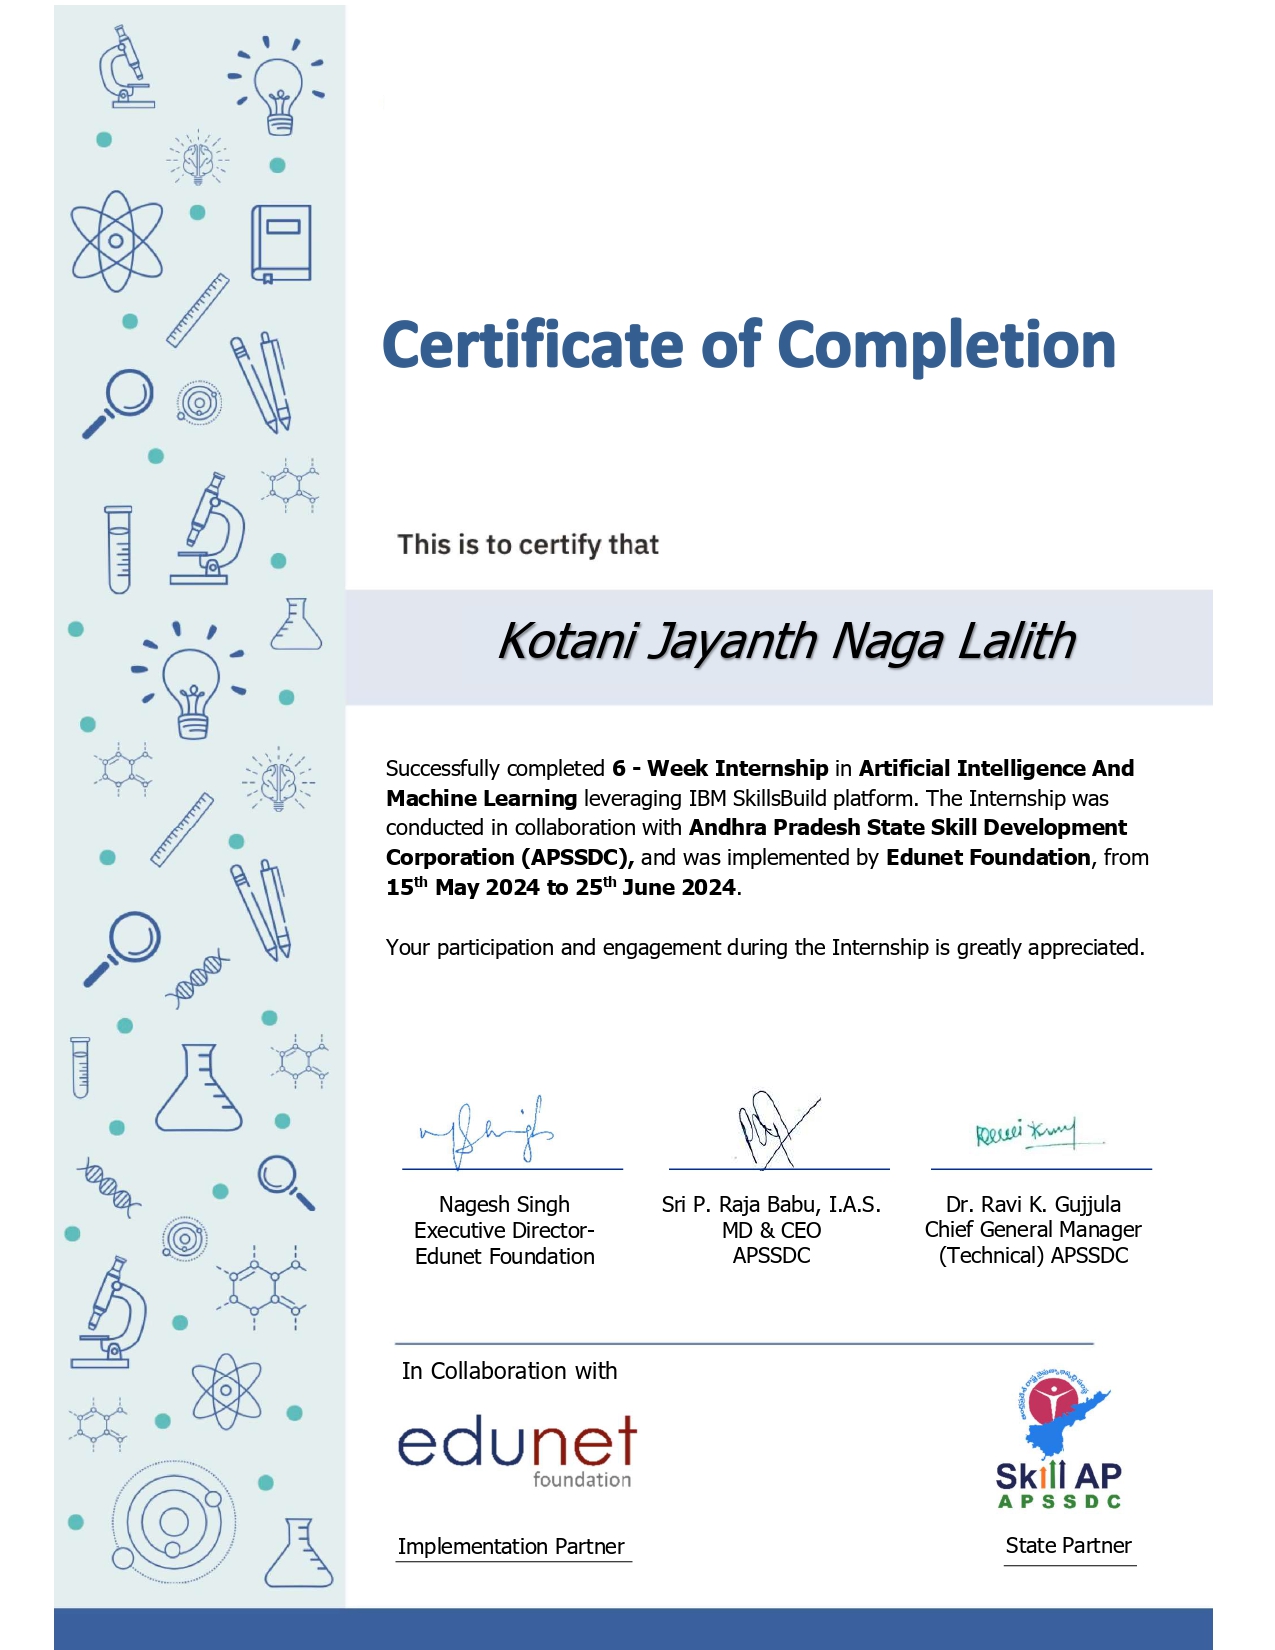 Certificate of Completion
This is to certify that
Kotani Jayanth Naga Lalith
Successfully completed 6 - Week Internship in Artificial Intelligence And
Machine Learning leveraging IBM SkillsBuild platform. The Internship was
conducted in collaboration with Andhra Pradesh State Skill Development
Corporation (APSSDC), and was implemented by Edunet Foundation, from
15th May 2024 to 25th June 2024.
Your participation and engagement during the Internship is greatly appreciated.
Nagesh Singh
Executive Director-
Edunet Foundation
Sri P. Raja Babu, I.A.S.
MD & CEO
APSSDC
Dr. Ravi K. Gujjula
Chief General Manager
(Technical) APSSDC
In Collaboration with
edunet
foundation
Implementation Partner
Skill AP
APSSDC
State Partner